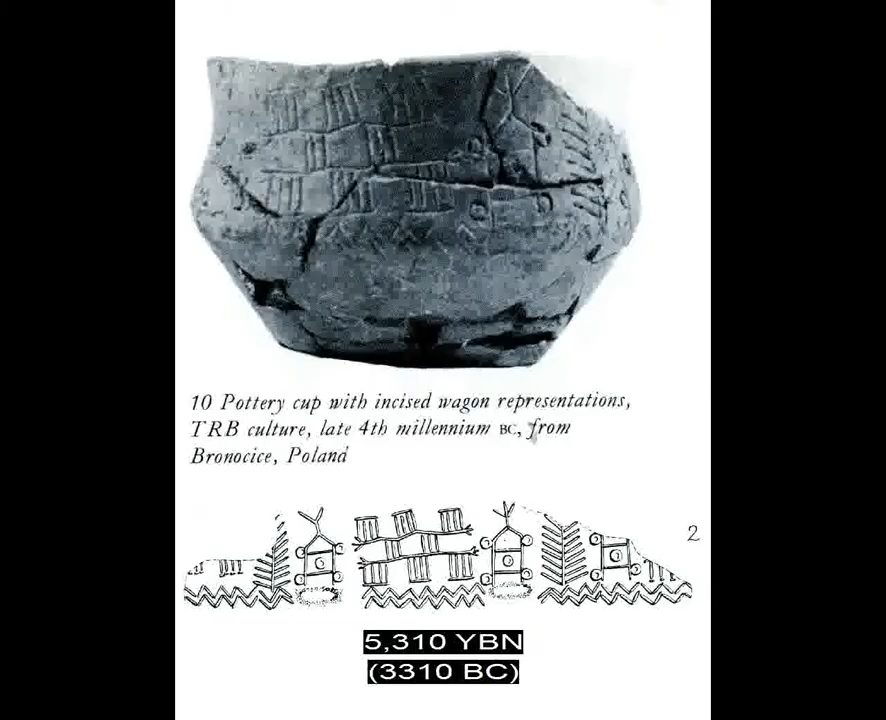 10 Pottery cup with incised wagon representations,
TRB culture, late 4th millennium BC, from
Bronocice, Poland
2
5,310 YBN
(3310 BC)